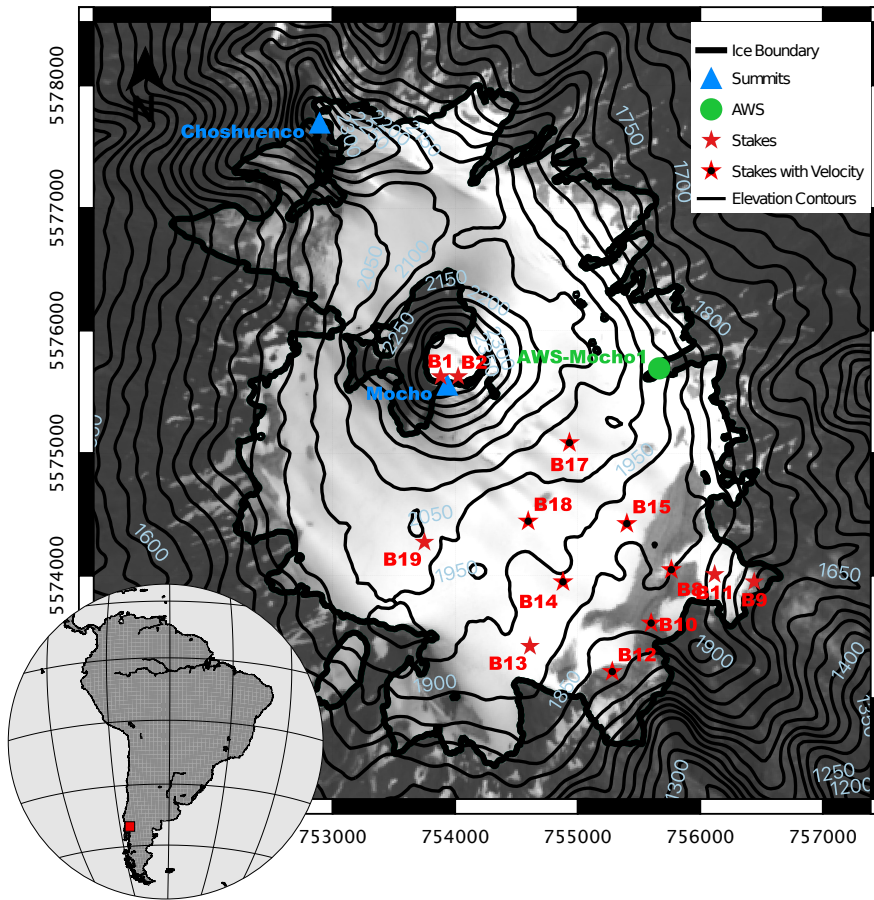 5578000
5577000
5576000
5575000
5574000
Ice Boundary
Summits
AWS
Stakes
Stakes with Velocity
Elevation Contours
N
Choshuenco
1750
1700
2050
2100
2150
2250
1800
B1
B2
AWS-Mocho1
Mocho
B17
1950
2050
B18
B15
B19
1950
B14
B8
B11
B9
1650
1600
B10
B13
B12
1900
1900
1850
1400
1300
1250
1200
753000
754000
755000
756000
757000